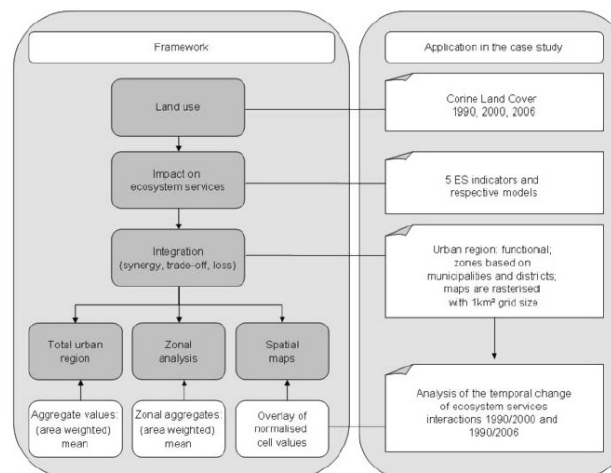 Framework
Land use
Impact on
ecosystem services
Integration
(synergy, trade-off, loss)
Total urban
region
Zonal
analysis
Spatial
maps
Aggregate values:
(area weighted)
mean
Zonal aggregates:
(area weighted)
mean
Overlay of
normalised
cell values
Application in the case study
Corine Land Cover
1990, 2000, 2006
5 ES indicators and
respective models
Urban region: functional;
zones based on
municipalities and districts;
maps are rasterised
with 1km² grid size
Analysis of the temporal change
of ecosystem services
interactions 1990/2000 and
1990/2006